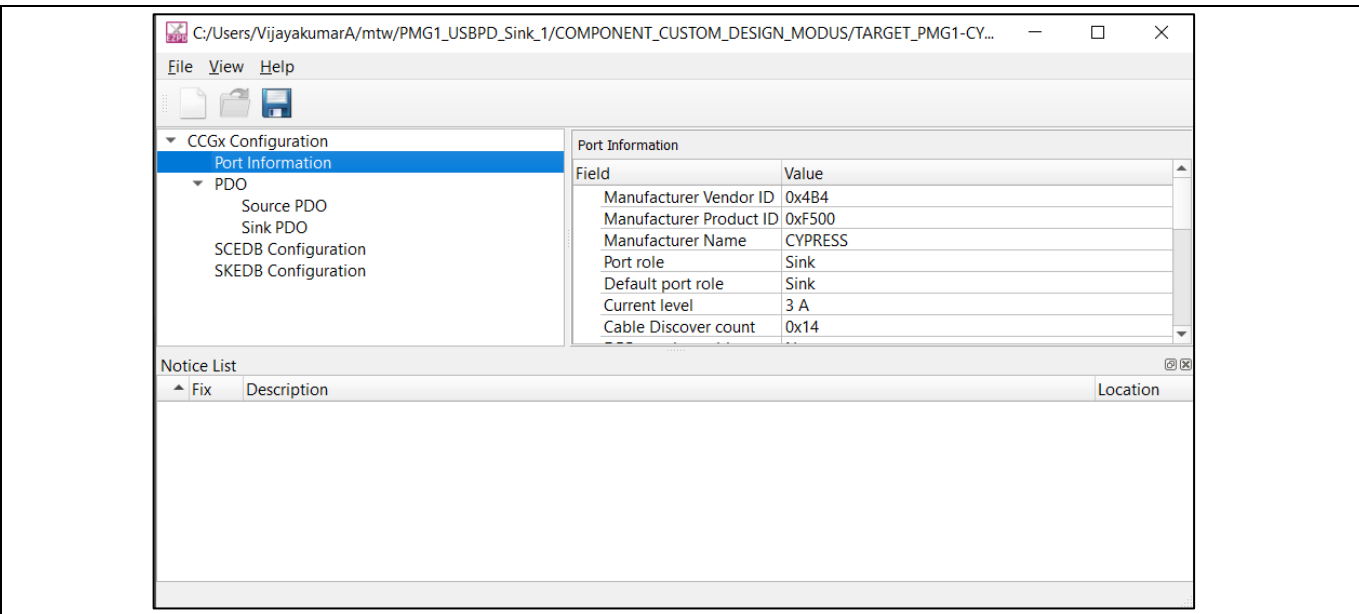 C:/Users/VijayakumarA/mtw/PMG1_USBPD_Sink_1/COMPONENT_CUSTOM_DESIGN_MODUS/TARGET_PMG1-CY...
File View Help
CCGx Configuration
Port Information
PDO
Source PDO
Sink PDO
SCEDB Configuration
SKEDB Configuration
Port Information
Field Value
Manufacturer Vendor ID 0x4B4
Manufacturer Product ID 0xF500
Manufacturer Name CYPRESS
Port role Sink
Default port role Sink
Current level 3 A
Cable Discover count 0x14
Notice List
Fix Description Location